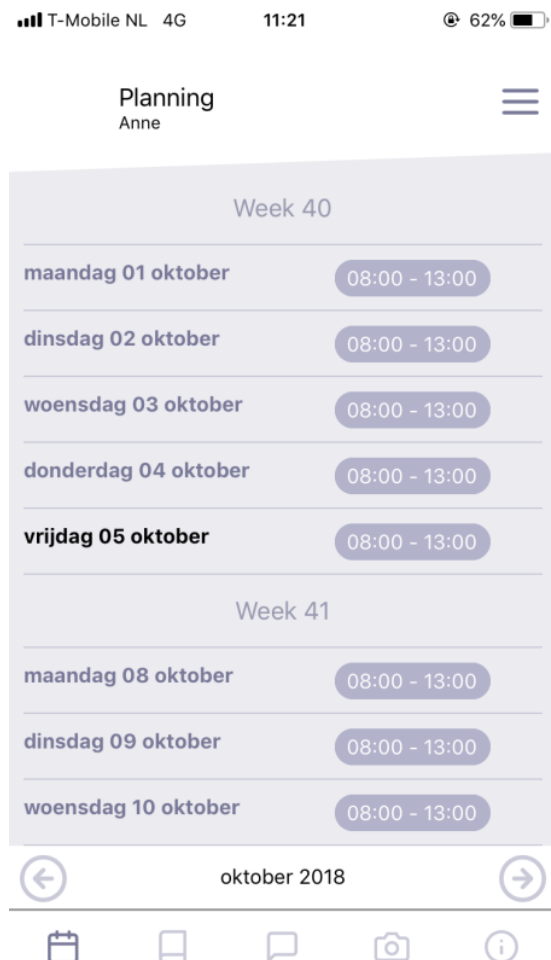 T-Mobile NL 4G 11:21 62%
Planning
Anne
Week 40
maandag 01 oktober 08:00 - 13:00
dinsdag 02 oktober 08:00 - 13:00
woensdag 03 oktober 08:00 - 13:00
donderdag 04 oktober 08:00 - 13:00
vrijdag 05 oktober 08:00 - 13:00
Week 41
maandag 08 oktober 08:00 - 13:00
dinsdag 09 oktober 08:00 - 13:00
woensdag 10 oktober 08:00 - 13:00
oktober 2018